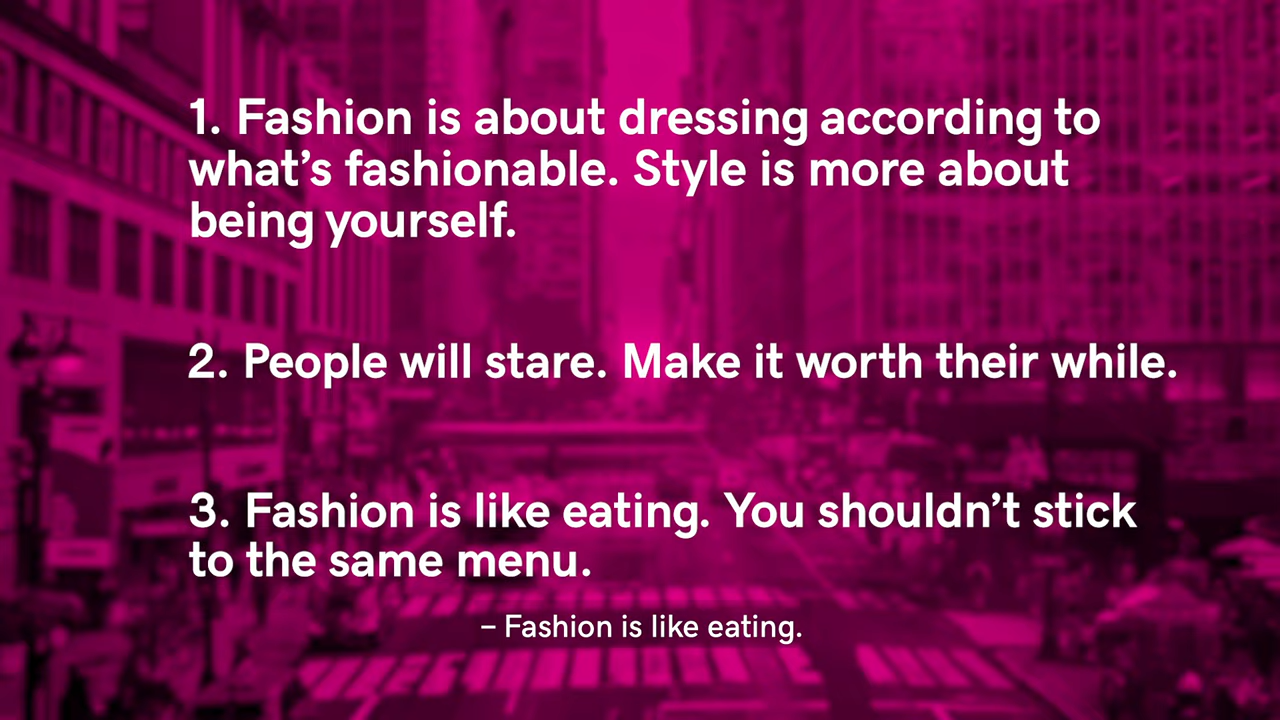 1. Fashion is about dressing according to
what’s fashionable. Style is more about
being yourself.
2. People will stare. Make it worth their while.
3. Fashion is like eating. You shouldn’t stick
to the same menu.
– Fashion is like eating.